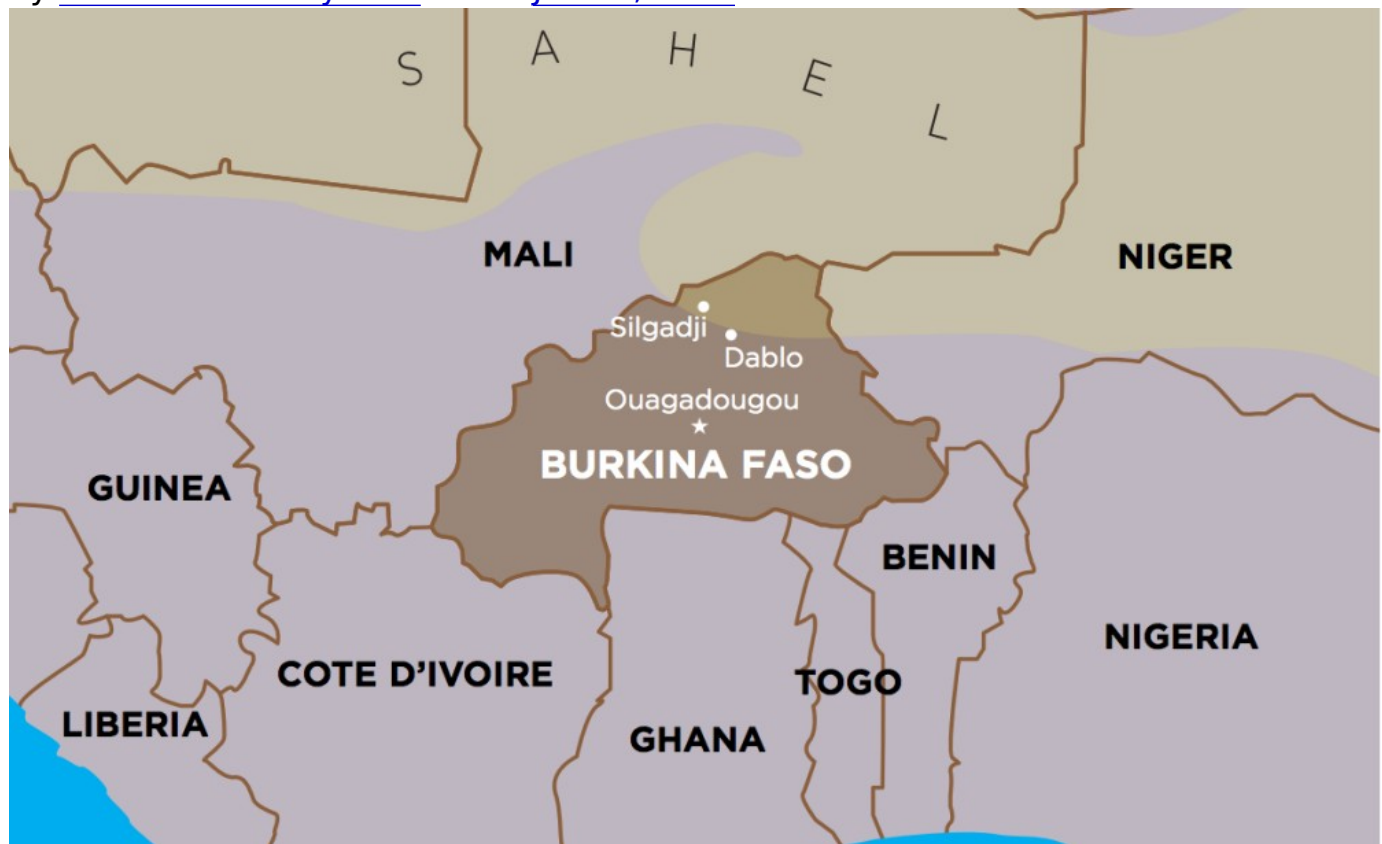 S A H E L
MALI
NIGER
Silgadji
Dablo
Ouagadougou
BURKINA FASO
GUINEA
BENIN
NIGERIA
COTE D'IVOIRE
TOGO
LIBERIA
GHANA